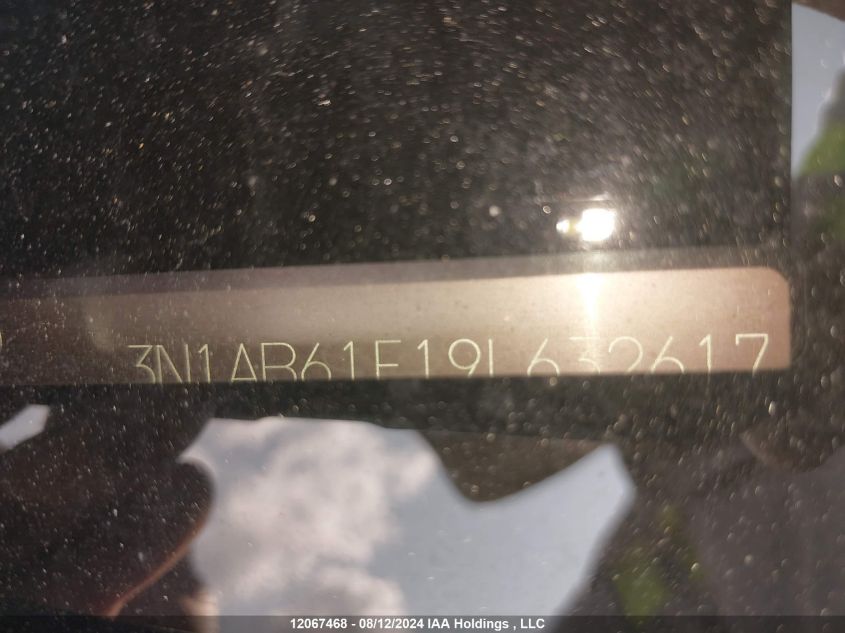 3N1AB61E19L632617
12067468 - 08/12/2024 IAA Holdings , LLC